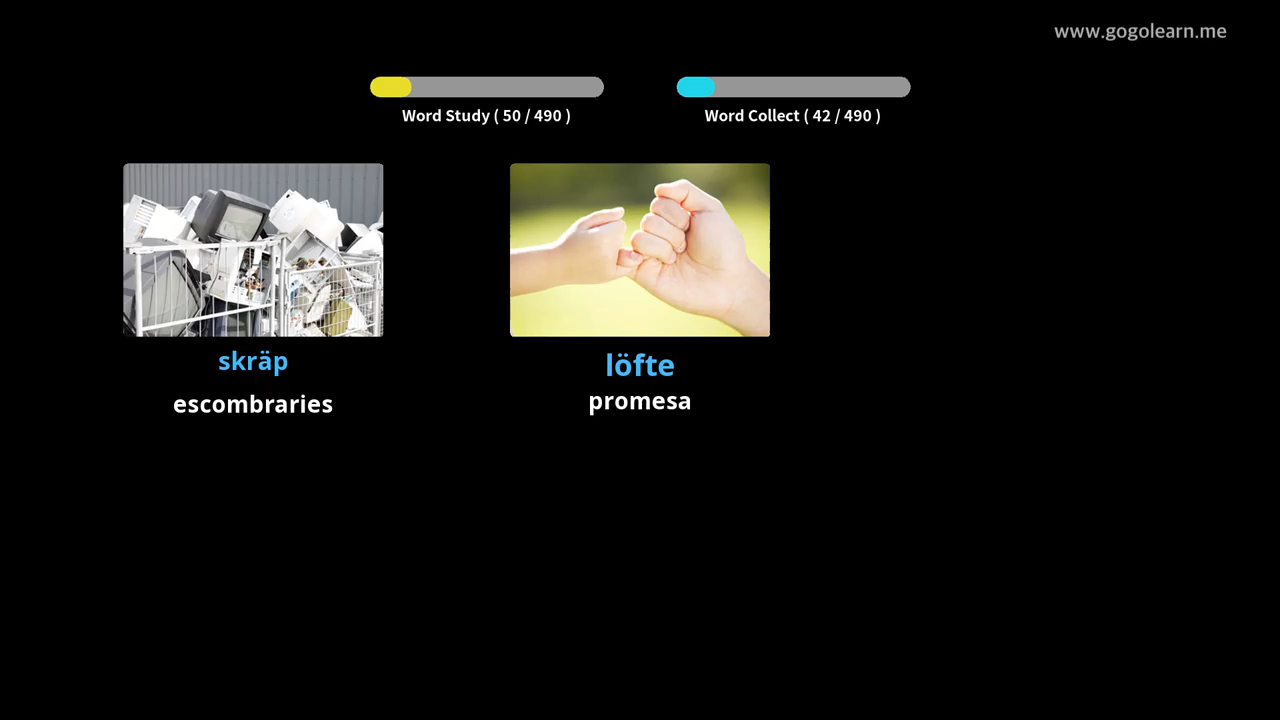 www.gogolearn.me
Word Study ( 50 / 490 )
Word Collect ( 42 / 490 )
skräp
escombraries
löfte
promesa